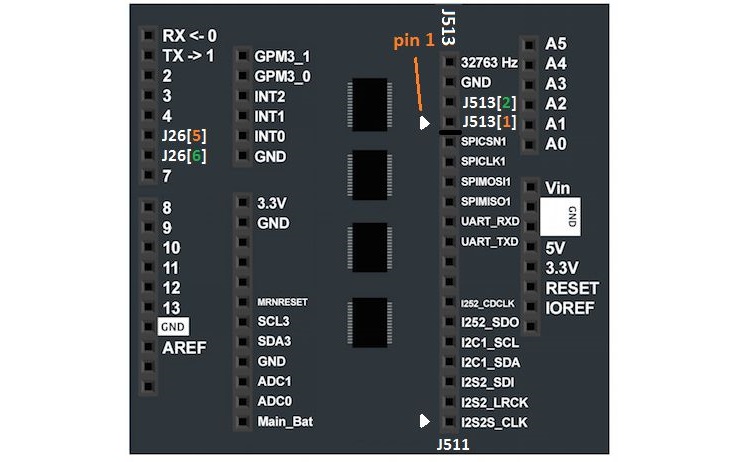 RX <- 0
TX -> 1
2
3
4
J26[5]
J26[6]
7
8
9
10
11
12
13
GND
AREF
GPM3_1
GPM3_0
INT2
INT1
INT0
GND
3.3V
GND
MRNRESET
SCL3
SDA3
GND
ADC1
ADC0
Main_Bat
pin 1
J513
32763 Hz
GND
J513[2]
J513[1]
SPICSN1
SPICLK1
SPIMOSI1
SPIMISO1
UART_RXD
UART_TXD
I252_CDCLK
I252_SDO
I2C1_SCL
I2C1_SDA
I2S2_SDI
I2S2_LRCK
I2S2S_CLK
J511
A5
A4
A3
A2
A1
A0
Vin
GND
5V
3.3V
RESET
IOREF